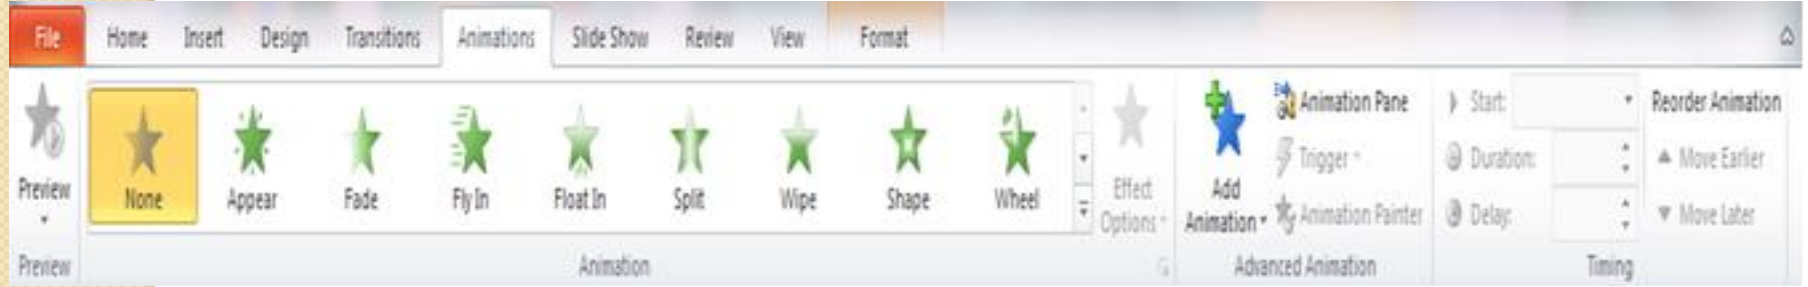 File Home Insert Design Transitions Animations Slide Show Review View Format
Preview
None Appear Fade Fly In Float In Split Wipe Shape Wheel
Effect Options
Add Animation
Animation Pane
Trigger
Animation Painter
Start:
Duration:
Delay:
Reorder Animation
Move Earlier
Move Later
Preview Animation Advanced Animation Timing